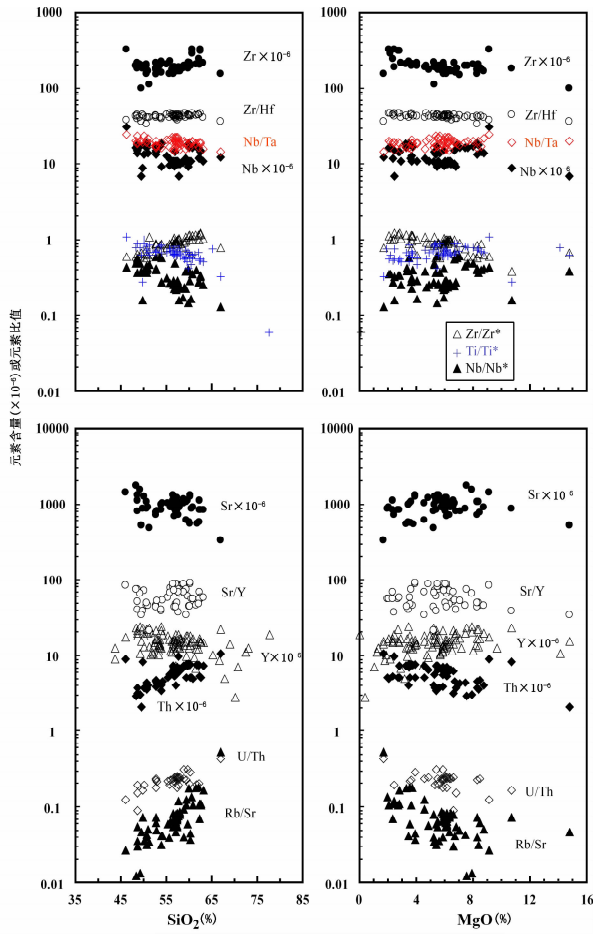 元素含量(×10⁻⁶)或元素比值
1000
100
10
1
0.1
0.01
Zr×10⁻⁶
Zr/Hf
Nb/Ta
Nb×10⁻⁶
Zr×10⁻⁶
Zr/Hf
Nb/Ta
Nb×10⁻⁶
Zr/Zr*
Ti/Ti*
Nb/Nb*
10000
1000
100
10
1
0.1
0.01
Sr×10⁻⁶
Sr/Y
Y×10⁻⁶
Th×10⁻⁶
U/Th
Rb/Sr
35
45
55
65
75
85
SiO₂(%)
Sr×10⁻⁶
Sr/Y
Y×10⁻⁶
Th×10⁻⁶
U/Th
Rb/Sr
0
4
8
12
16
MgO(%)